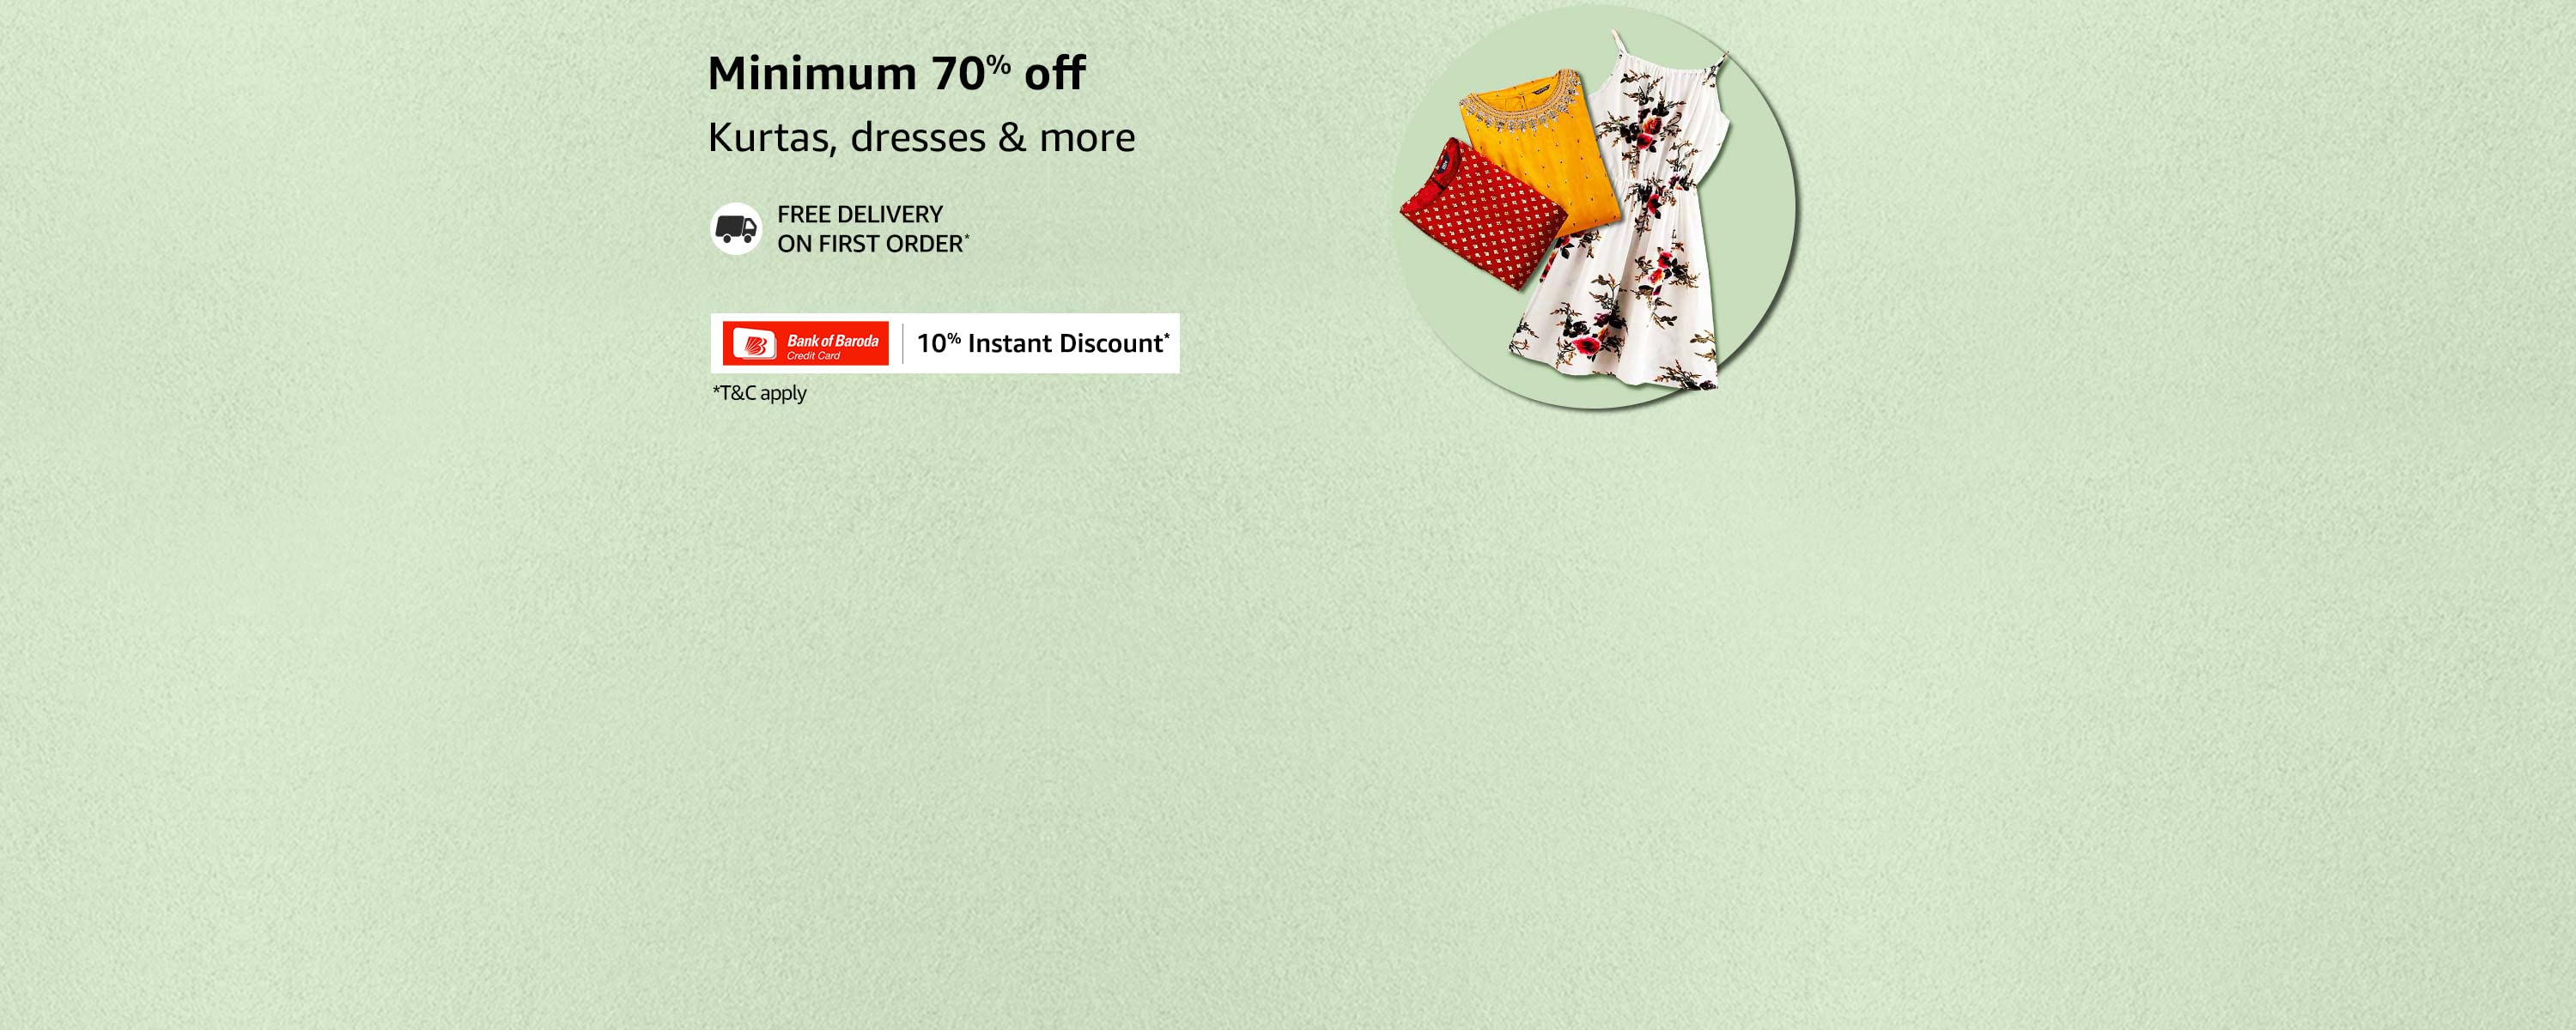 Minimum 70% off
Kurtas, dresses & more
FREE DELIVERY
ON FIRST ORDER*
Bank of Baroda
Credit Card
10% Instant Discount*
*T&C apply